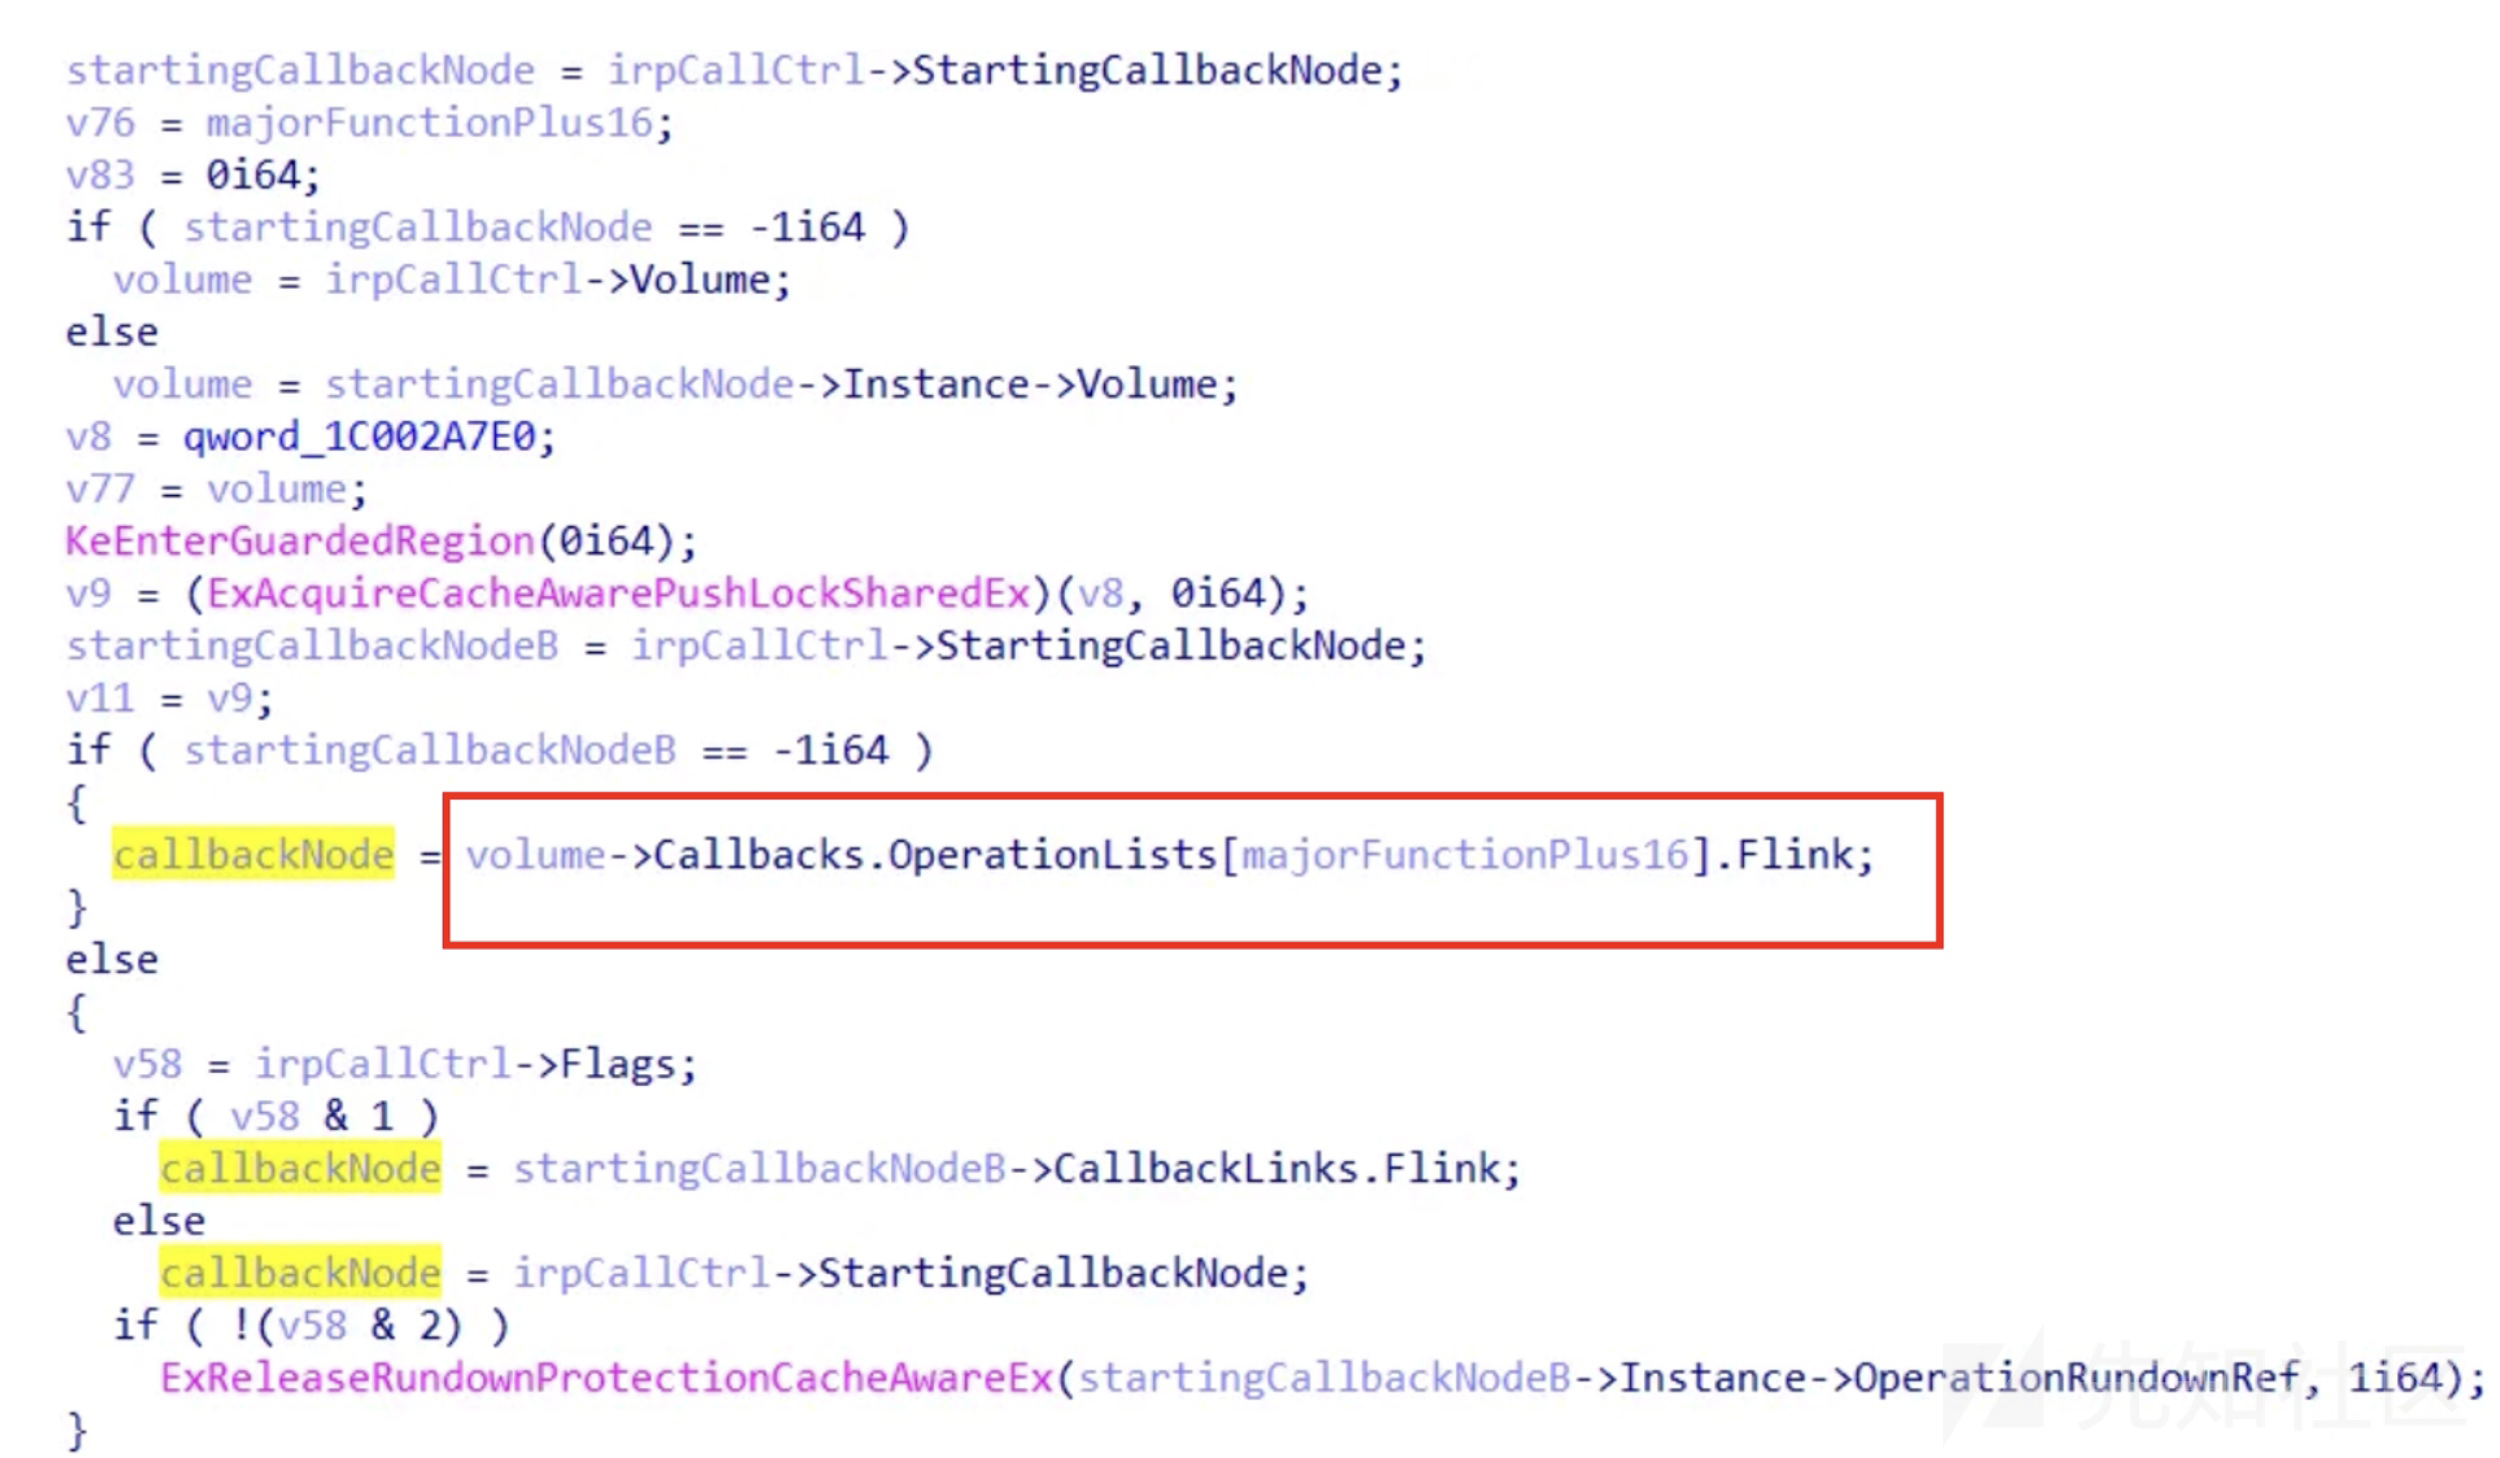 startingCallbackNode = irpCallCtrl->StartingCallbackNode;
v76 = majorFunctionPlus16;
v83 = 0i64;
if ( startingCallbackNode == -1i64 )
  volume = irpCallCtrl->Volume;
else
  volume = startingCallbackNode->Instance->Volume;
v8 = qword_1C002A7E0;
v77 = volume;
KeEnterGuardedRegion(0i64);
v9 = (ExAcquireCacheAwarePushLockSharedEx)(v8, 0i64);
startingCallbackNodeB = irpCallCtrl->StartingCallbackNode;
v11 = v9;
if ( startingCallbackNodeB == -1i64 )
{
  callbackNode = volume->Callbacks.OperationLists[majorFunctionPlus16].Flink;
}
else
{
  v58 = irpCallCtrl->Flags;
  if ( v58 & 1 )
    callbackNode = startingCallbackNodeB->CallbackLinks.Flink;
  else
    callbackNode = irpCallCtrl->StartingCallbackNode;
  if ( !(v58 & 2) )
    ExReleaseRundownProtectionCacheAwareEx(startingCallbackNodeB->Instance->OperationRundownRef, 1i64);
}
先知社区